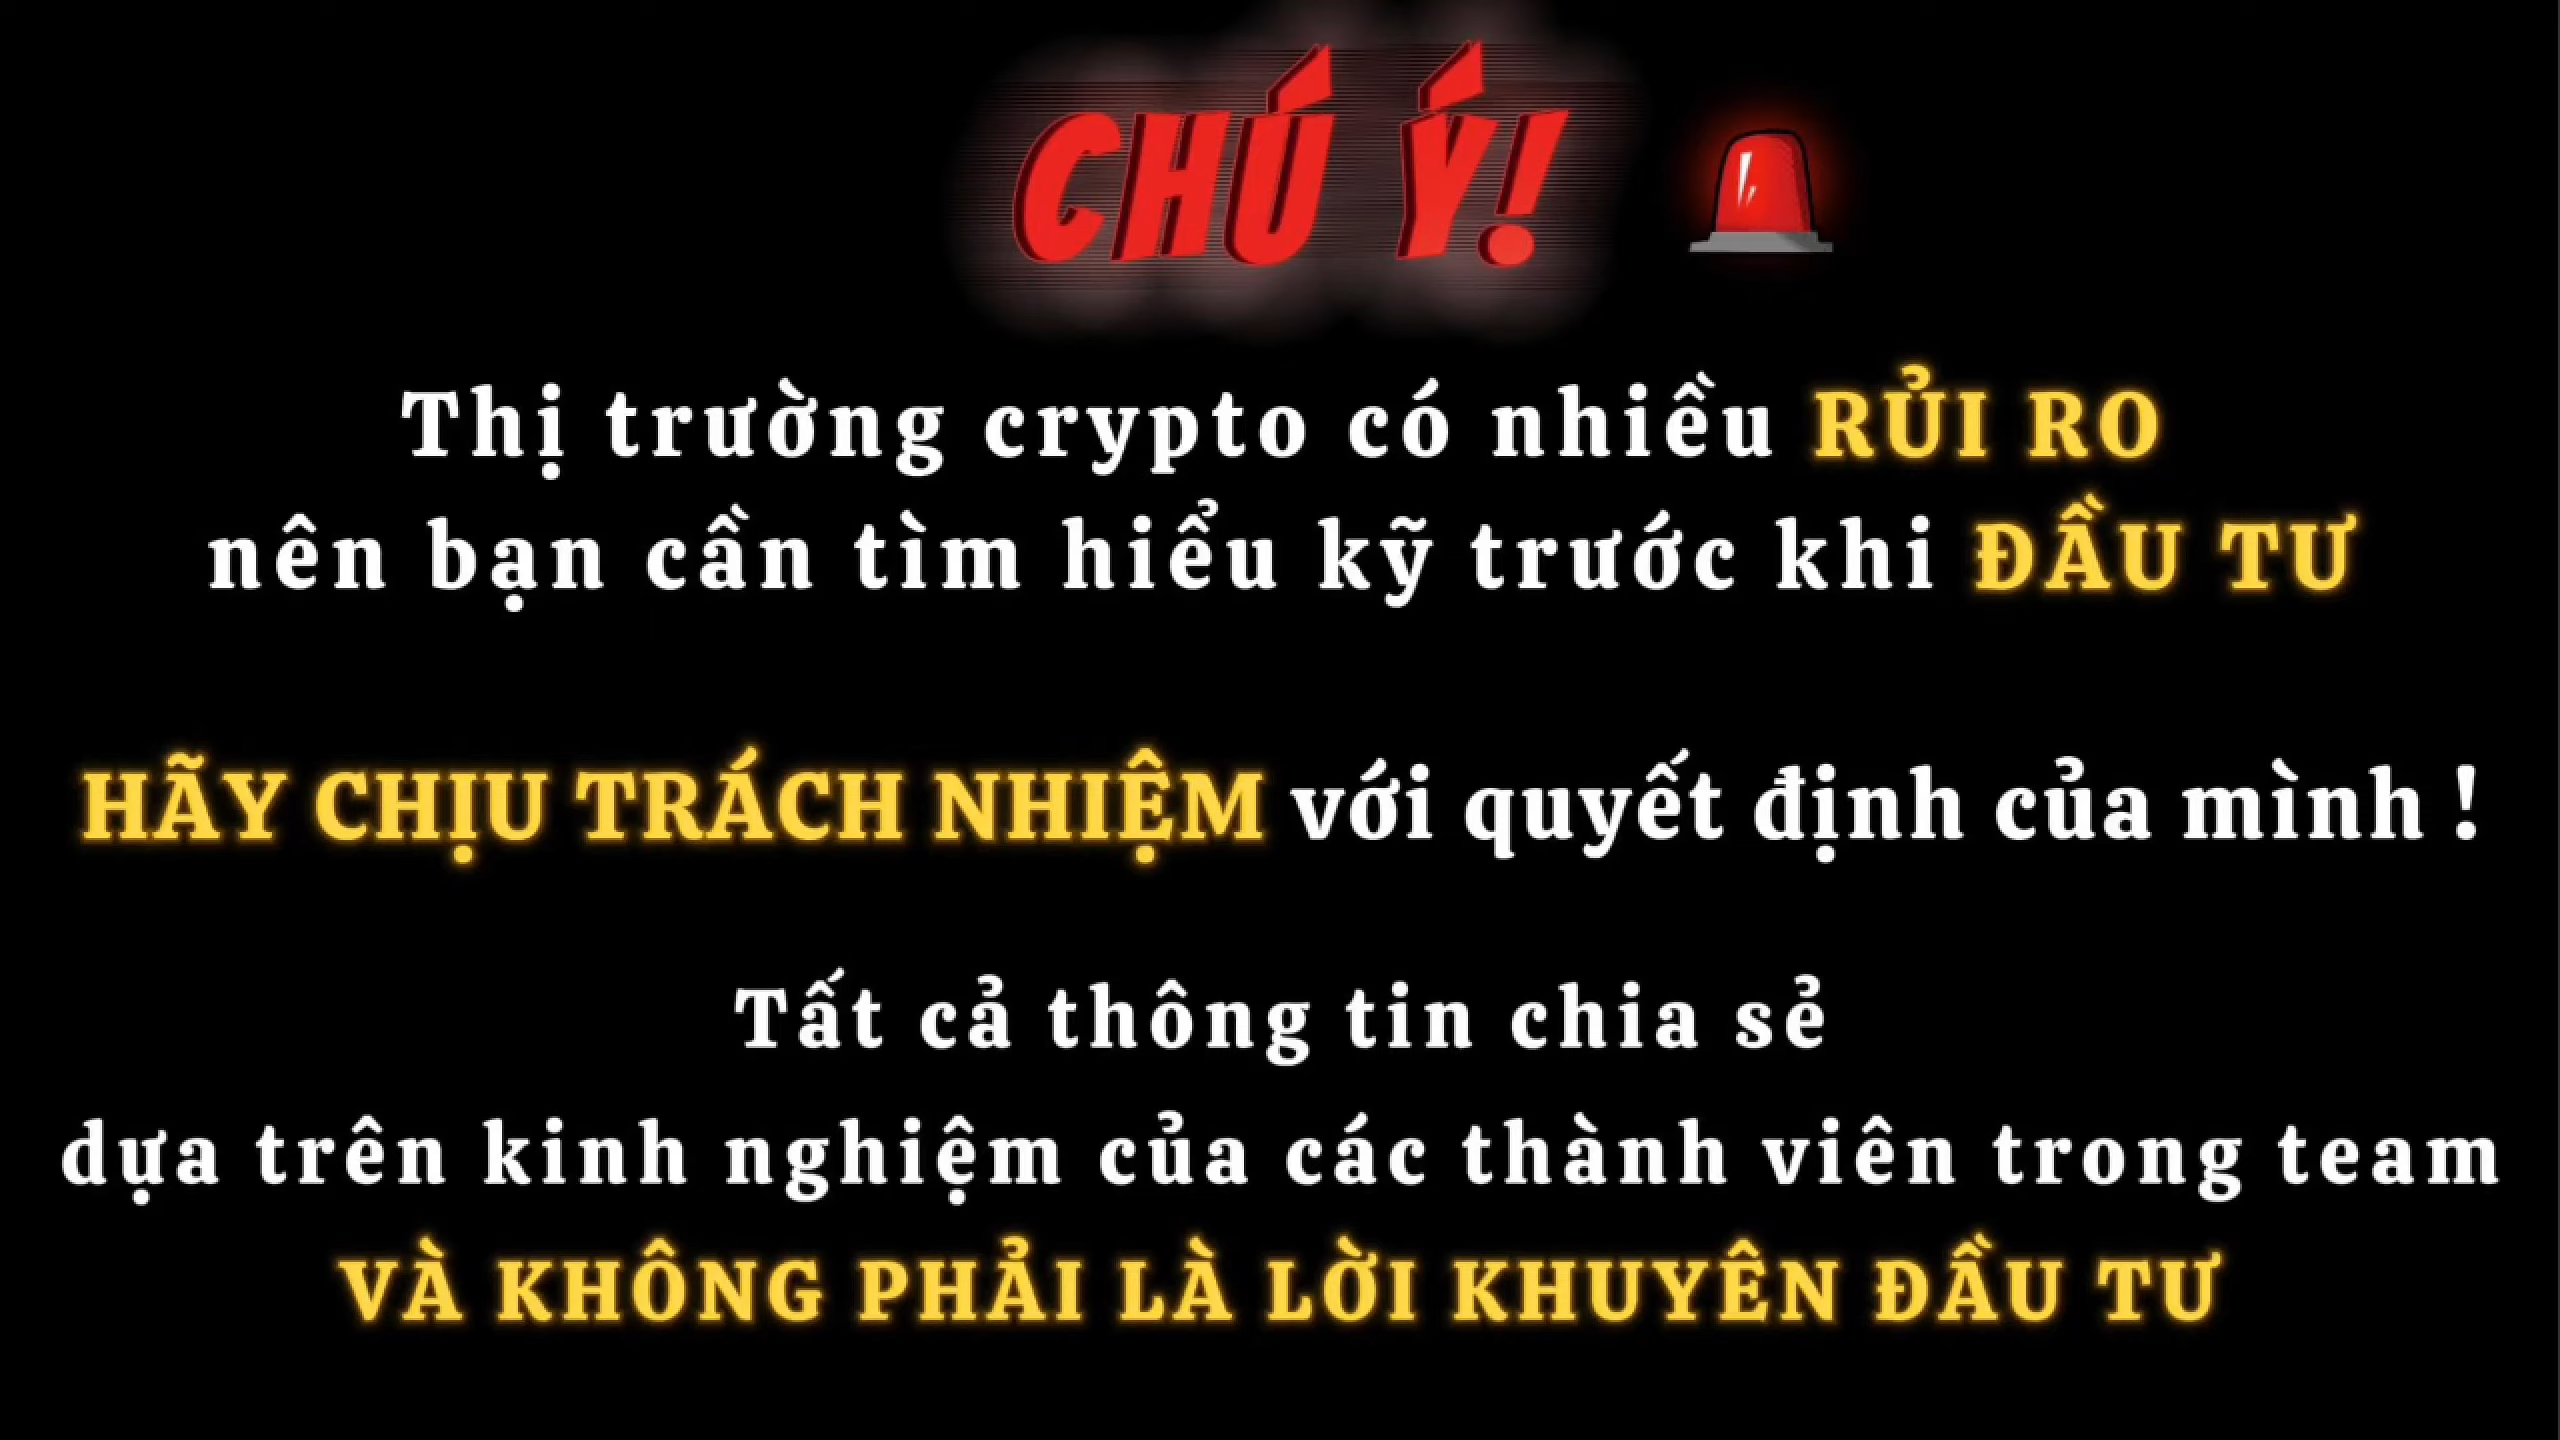 CHÚ Ý!
Thị trường crypto có nhiều RỦI RO
nên bạn cần tìm hiểu kỹ trước khi ĐẦU TƯ
HÃY CHỊU TRÁCH NHIỆM với quyết định của mình !
Tất cả thông tin chia sẻ
dựa trên kinh nghiệm của các thành viên trong team
VÀ KHÔNG PHẢI LÀ LỜI KHUYÊN ĐẦU TƯ